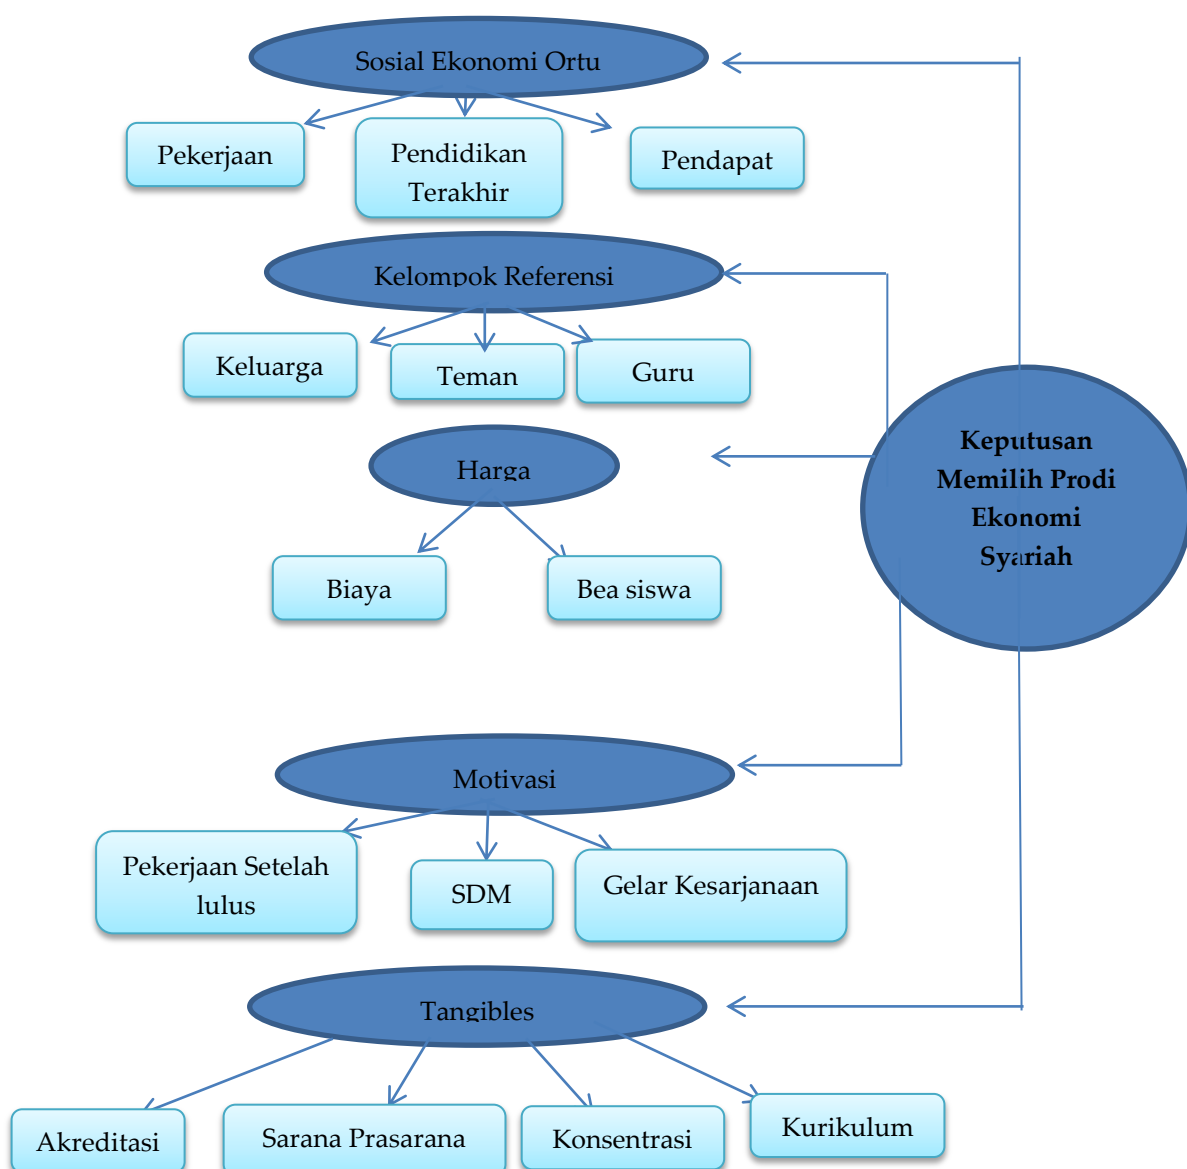 Sosial Ekonomi Ortu
Pekerjaan
Pendidikan
Terakhir
Pendapat
Kelompok Referensi
Keluarga
Teman
Guru
Harga
Biaya
Bea siswa
Keputusan
Memilih Prodi
Ekonomi
Syariah
Motivasi
Pekerjaan Setelah
lulus
SDM
Gelar Kesarjanaan
Tangibles
Akreditasi
Sarana Prasarana
Konsentrasi
Kurikulum